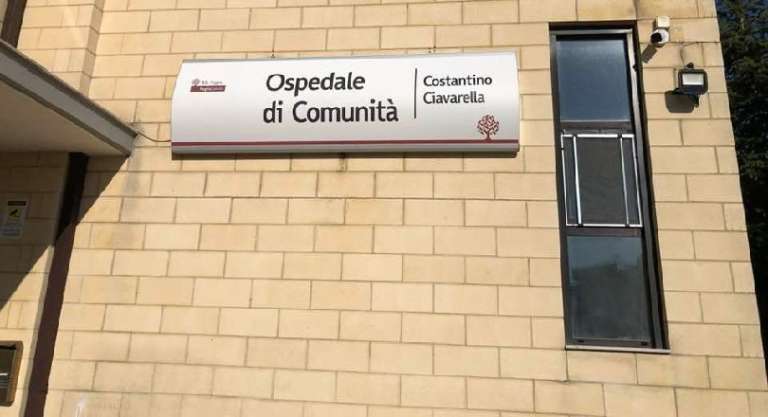 Ospedale
di Comunità
Costantino
Ciavarella